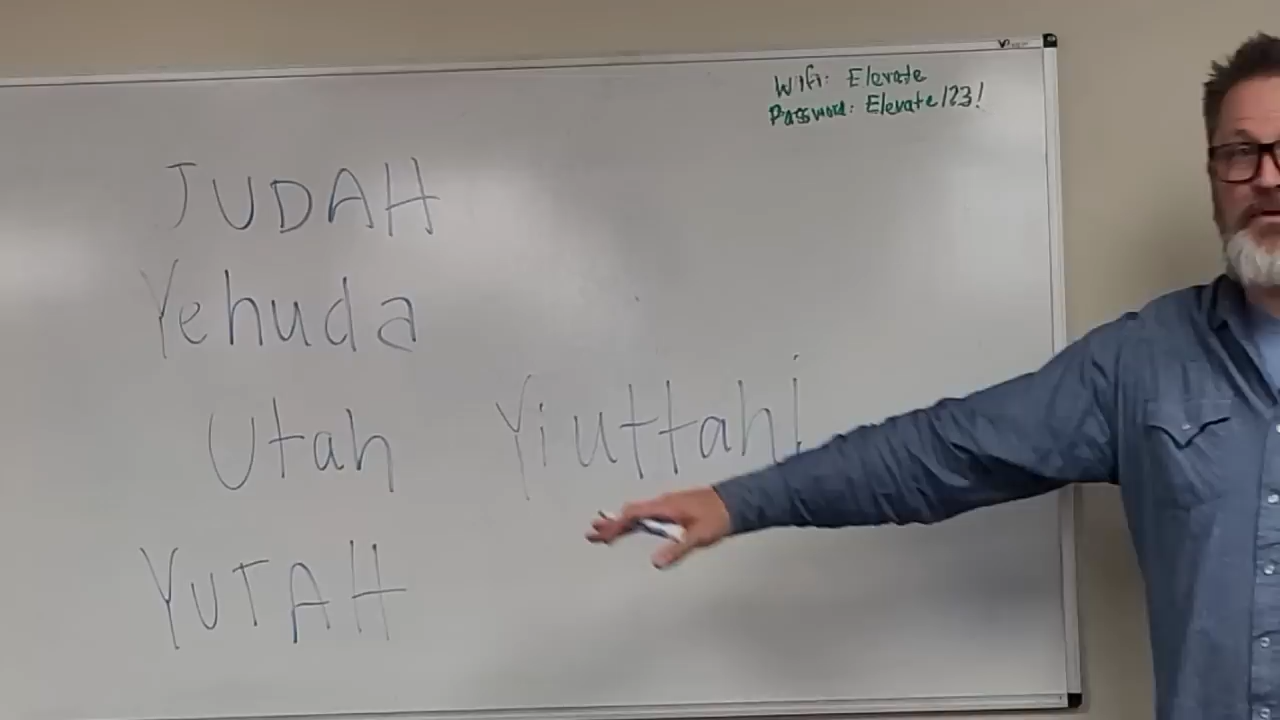 Wifi: Elevate
Password: Elevate123!
JUDAH
Yehuda
Utah Yiuttahi
YUTAH